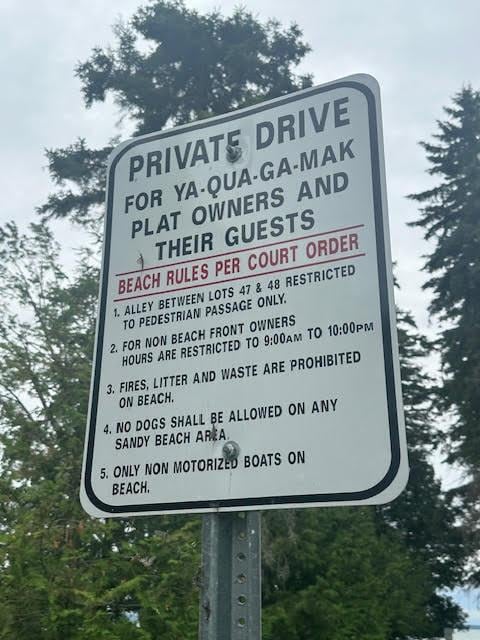 PRIVATE DRIVE
FOR YA-QUA-GA-MAK
PLAT OWNERS AND
THEIR GUESTS
BEACH RULES PER COURT ORDER
1. ALLEY BETWEEN LOTS 47 & 48 RESTRICTED
TO PEDESTRIAN PASSAGE ONLY.
2. FOR NON BEACH FRONT OWNERS
HOURS ARE RESTRICTED TO 9:00AM TO 10:00PM
3. FIRES, LITTER AND WASTE ARE PROHIBITED
ON BEACH.
4. NO DOGS SHALL BE ALLOWED ON ANY
SANDY BEACH AREA
5. ONLY NON MOTORIZED BOATS ON
BEACH.